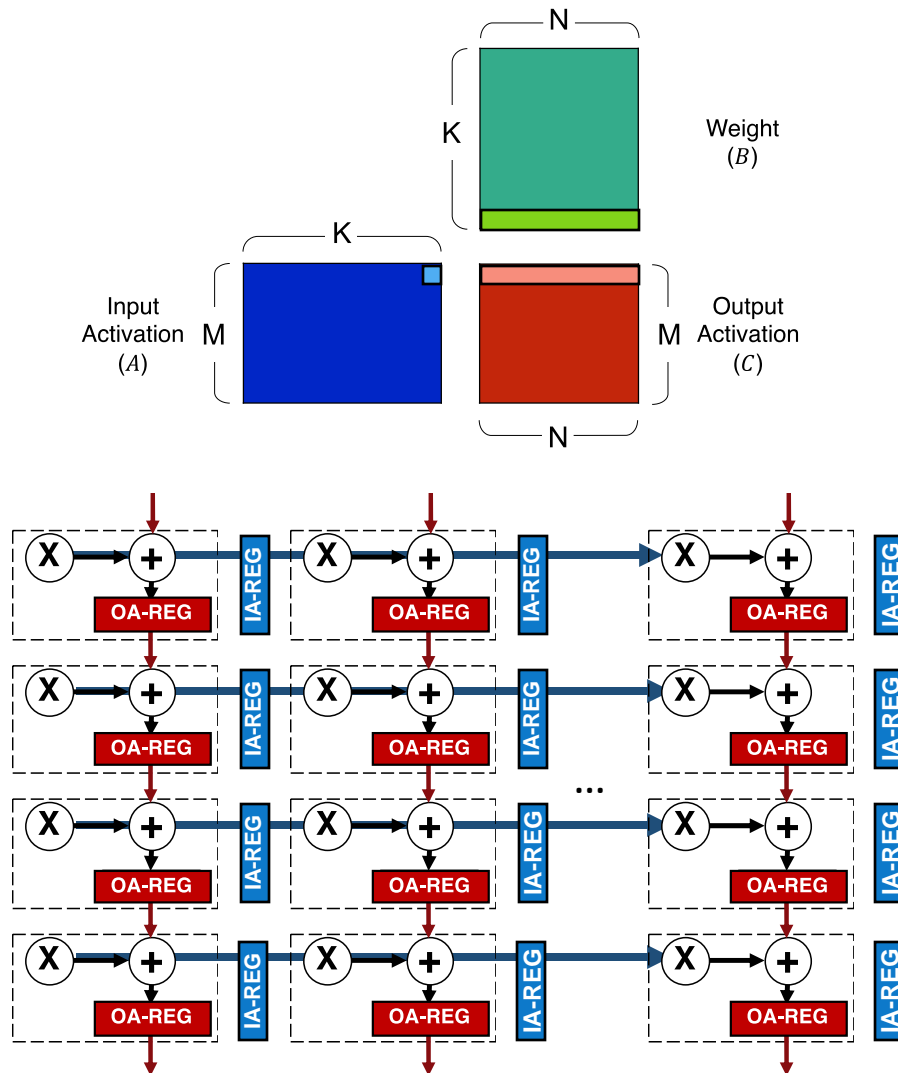 N
K
Weight
(B)
K
Input
Activation
(A)
M
M
Output
Activation
(C)
N
X + IA-REG X + IA-REG X + IA-REG
OA-REG OA-REG OA-REG
X + IA-REG X + IA-REG X + IA-REG
OA-REG OA-REG OA-REG
...
X + IA-REG X + IA-REG X + IA-REG
OA-REG OA-REG OA-REG
X + IA-REG X + IA-REG X + IA-REG
OA-REG OA-REG OA-REG